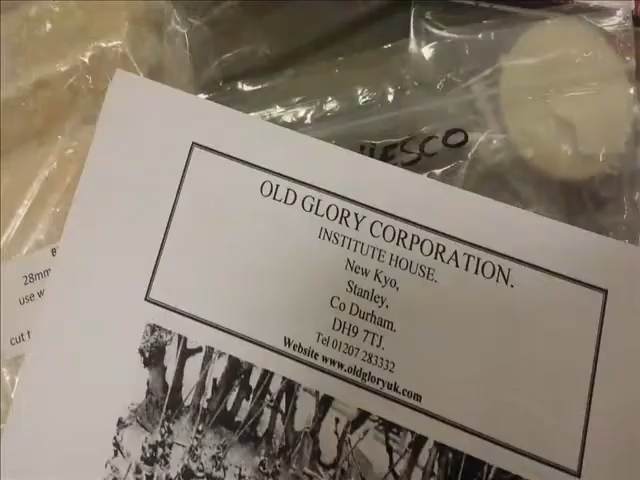 HESCO
OLD GLORY CORPORATION.
INSTITUTE HOUSE.
New Kyo,
Stanley,
Co Durham.
DH9 7TJ.
Tel 01207 283332
Website www.oldgloryuk.com
28mm
use w
cut t